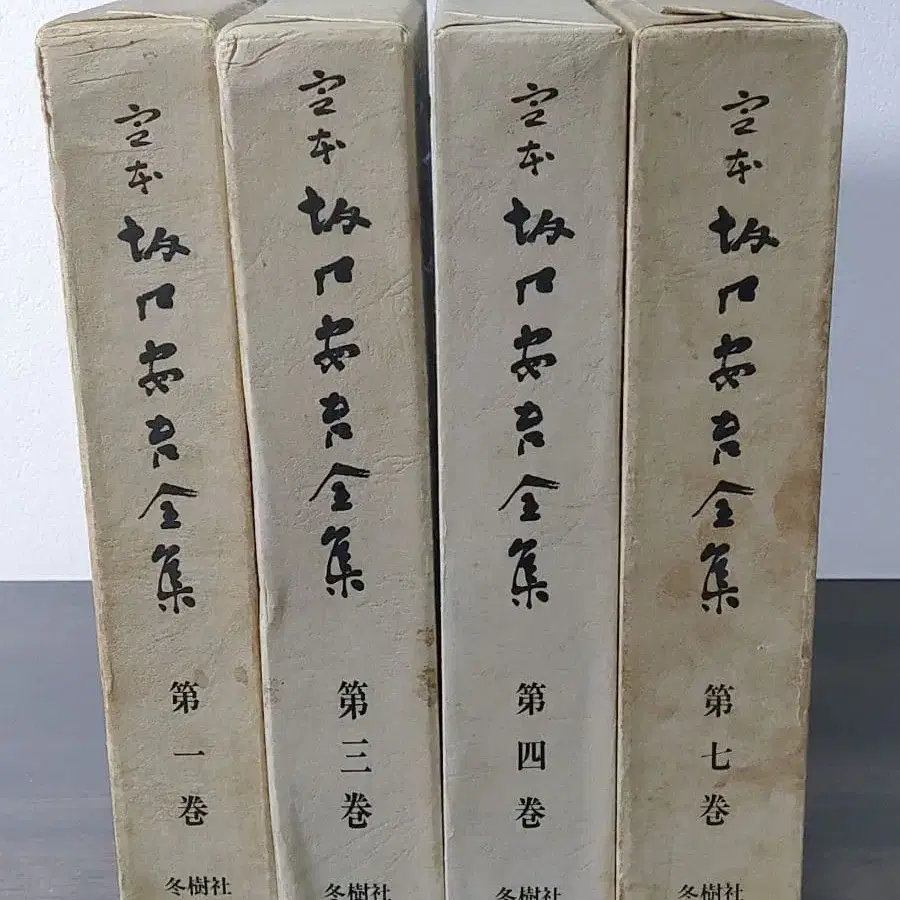 定本 坂口安吾全集
第一巻
冬樹社
定本 坂口安吾全集
第三巻
冬樹社
定本 坂口安吾全集
第四巻
冬樹社
定本 坂口安吾全集
第七巻
冬樹社